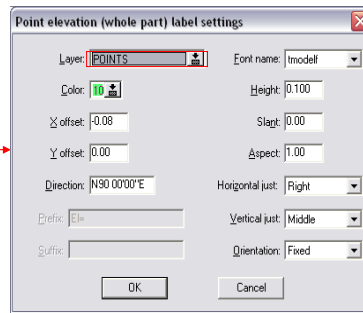 Point elevation (whole part) label settings
Layer: POINTS
Font name: tmodelf
Color: 10
Height: 0.100
X offset: -0.08
Slant: 0.00
Y offset: 0.00
Aspect: 1.00
Direction: N90 00'00"E
Horizontal just: Right
Prefix: El=
Vertical just: Middle
Suffix:
Orientation: Fixed
OK
Cancel